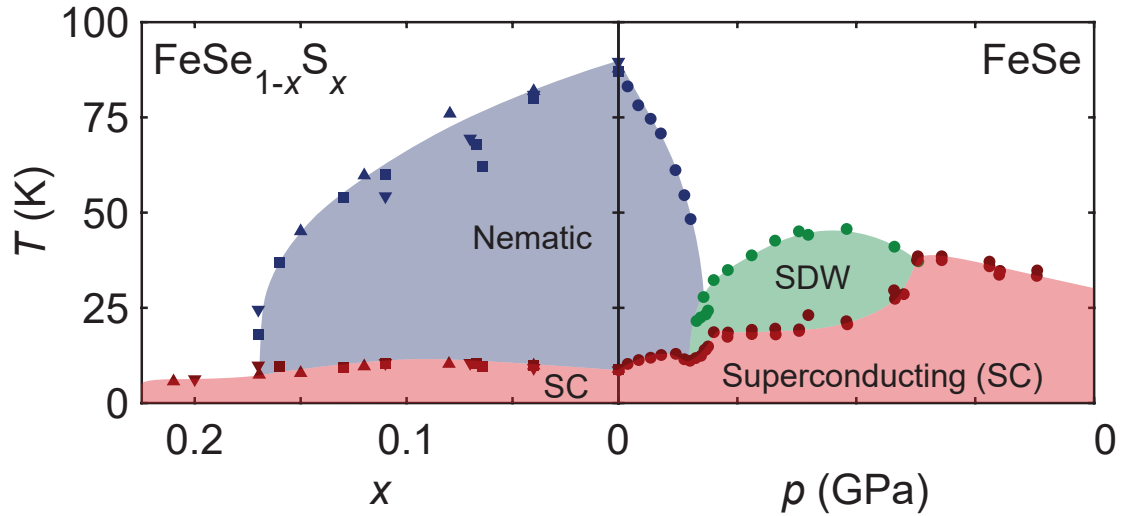 100
75
50
25
0
T (K)
FeSe1-xSx
FeSe
Nematic
SDW
SC
Superconducting (SC)
0.2
0.1
0
0
x
p (GPa)